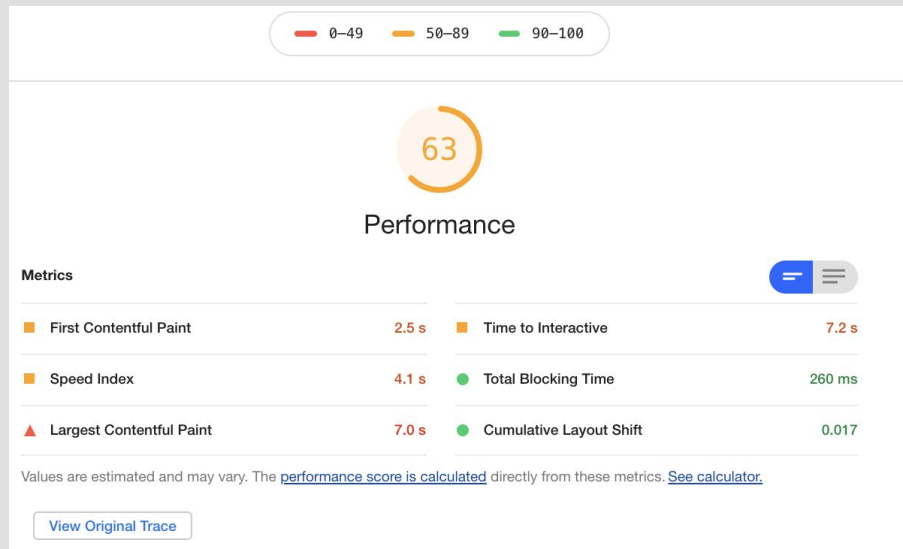 0–49 50–89 90–100
63
Performance
Metrics
First Contentful Paint 2.5 s
Time to Interactive 7.2 s
Speed Index 4.1 s
Total Blocking Time 260 ms
Largest Contentful Paint 7.0 s
Cumulative Layout Shift 0.017
Values are estimated and may vary. The performance score is calculated directly from these metrics. See calculator.
View Original Trace